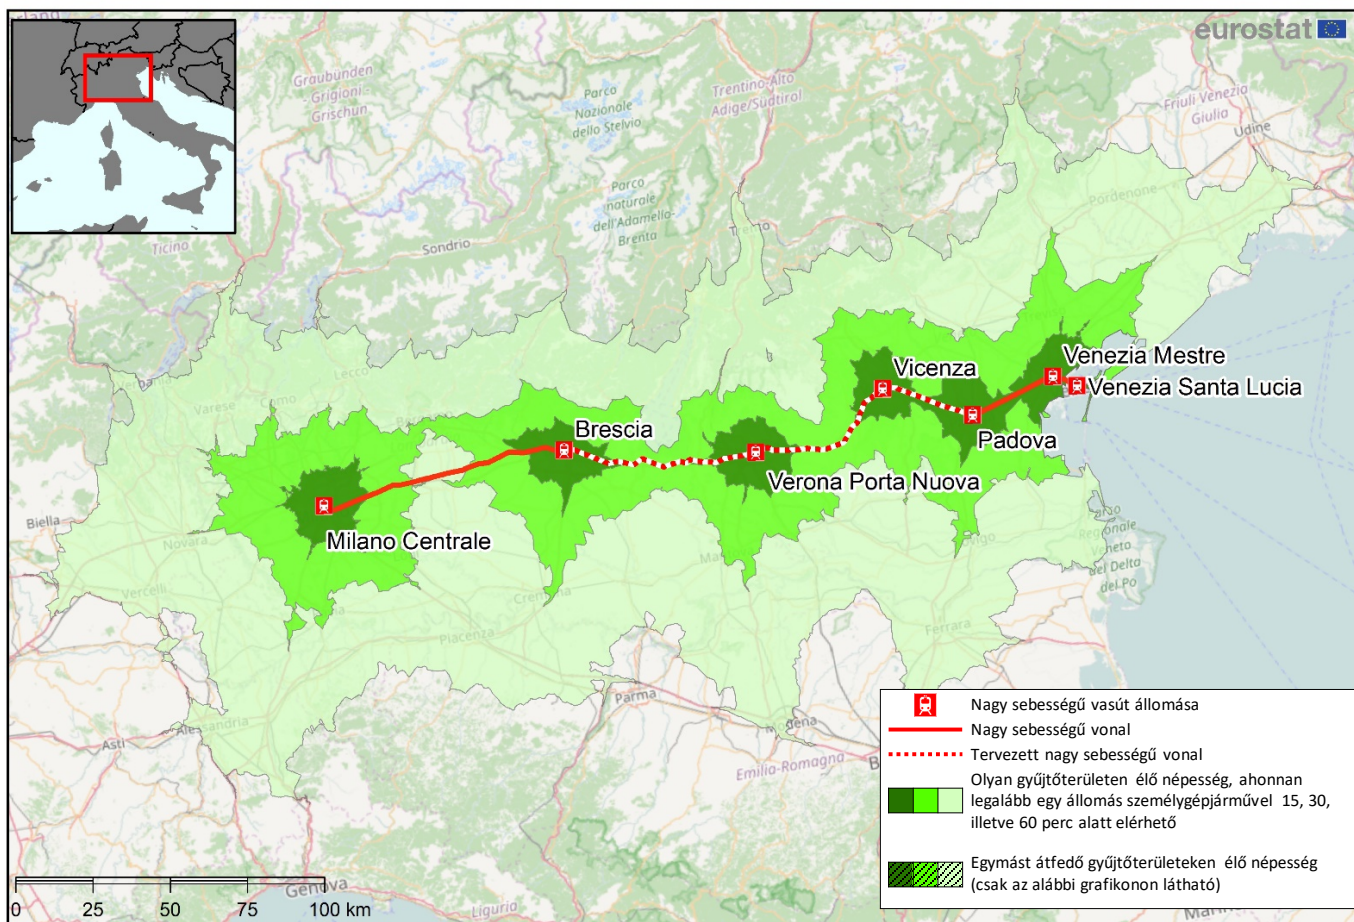 eurostat
Graubünden
- Grigioni -
Grischun
Parco
Nazionale
dello Stelvio
Trentino-Alto
Adige/Südtirol
Friuli Venezia
Giulia
Udine
Ticino
Sondrio
Parco
naturale
dell'Adamello-
Brenta
Trento
Pordenone
Lecco
Varese
Como
Vicenza
Venezia Mestre
Venezia Santa Lucia
Brescia
Padova
Verona Porta Nuova
Milano Centrale
Biella
Novara
Vercelli
Cremona
Piacenza
Parco
Regionale
Veneto
del Delta
del Po
Ferrara
Parma
Alessandria
Asti
Emilia-Romagna
Genova
Liguria
0 25 50 75 100 km
Nagy sebességű vasút állomása
Nagy sebességű vonal
Tervezett nagy sebességű vonal
Olyan gyűjtőterületen élő népesség, ahonnan
legalább egy állomás személygépjárművel 15, 30,
illetve 60 perc alatt elérhető
Egymást átfedő gyűjtőterületeken élő népesség
(csak az alábbi grafikonon látható)